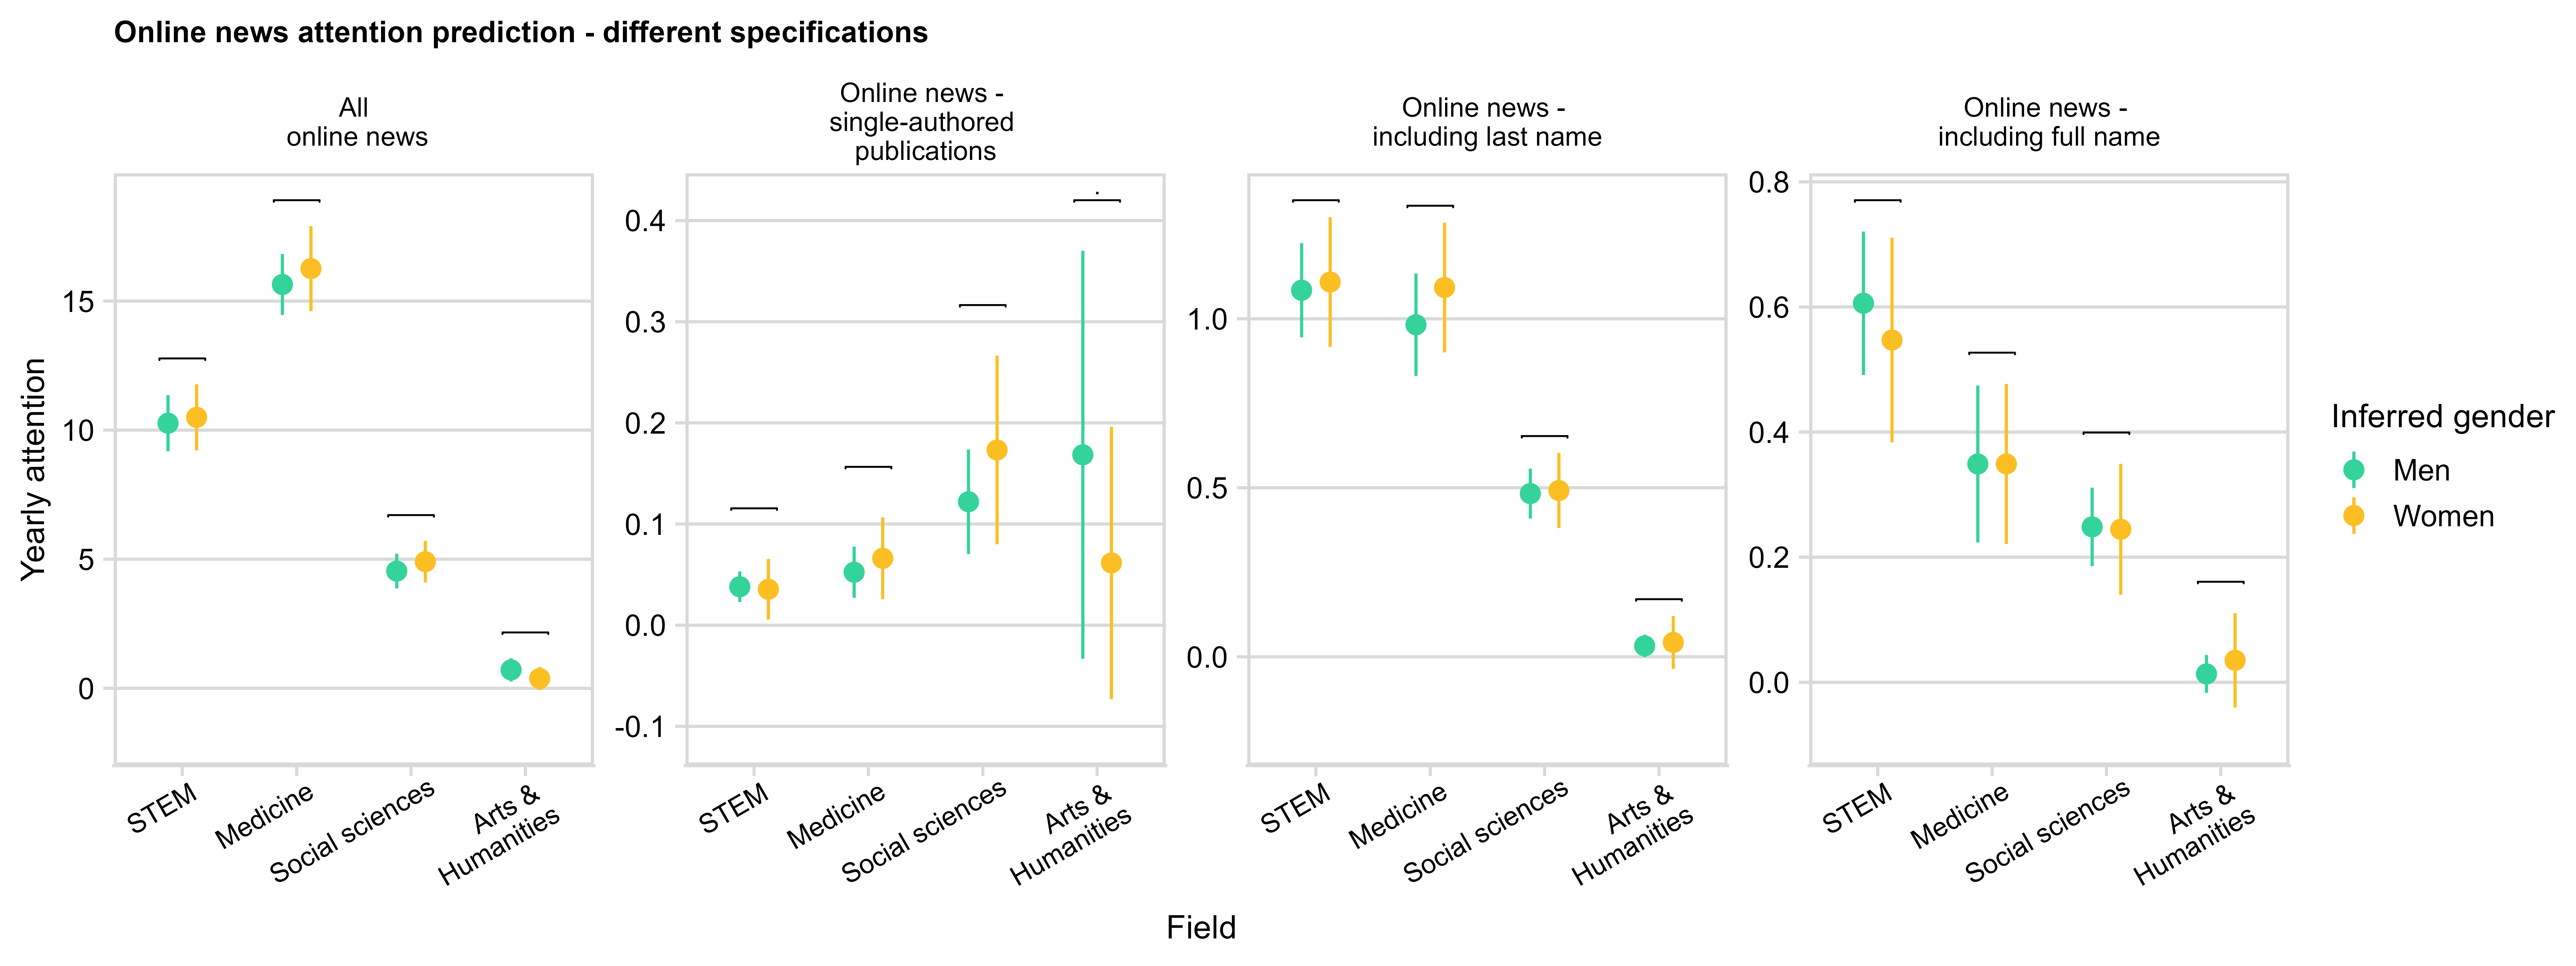 Online news attention prediction - different specifications
All
online news
Online news -
single-authored
publications
Online news -
including last name
Online news -
including full name
Yearly attention
15
10
5
0
.
0.4
0.3
0.2
0.1
0.0
-0.1
1.0
0.5
0.0
0.8
0.6
0.4
0.2
0.0
STEM
Medicine
Social sciences
Arts &
Humanities
STEM
Medicine
Social sciences
Arts &
Humanities
STEM
Medicine
Social sciences
Arts &
Humanities
STEM
Medicine
Social sciences
Arts &
Humanities
Field
Inferred gender
Men
Women